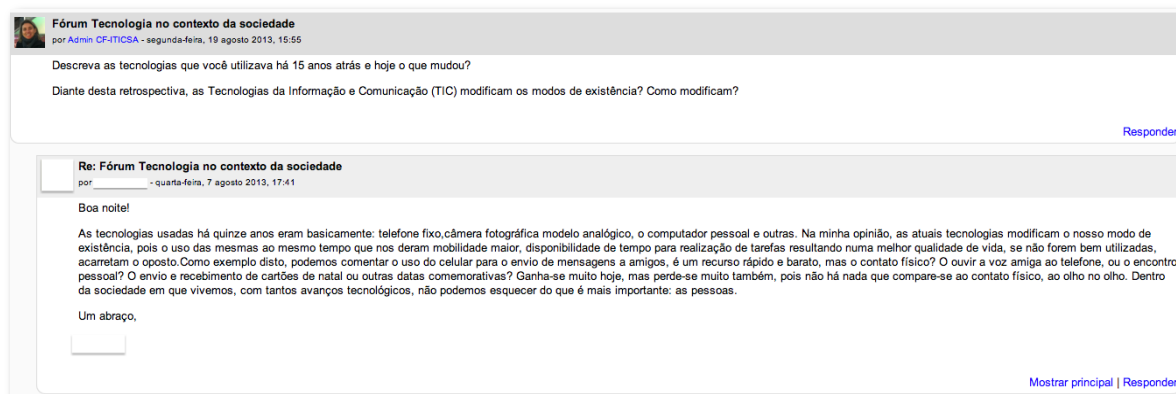 Fórum Tecnologia no contexto da sociedade
por Admin CF-ITICSA - segunda-feira, 19 agosto 2013, 15:55
Descreva as tecnologias que você utilizava há 15 anos atrás e hoje o que mudou?
Diante desta retrospectiva, as Tecnologias da Informação e Comunicação (TIC) modificam os modos de existência? Como modificam?
Responder
Re: Fórum Tecnologia no contexto da sociedade
por - quarta-feira, 7 agosto 2013, 17:41
Boa noite!
As tecnologias usadas há quinze anos eram basicamente: telefone fixo,câmera fotográfica modelo analógico, o computador pessoal e outras. Na minha opinião, as atuais tecnologias modificam o nosso modo de
existência, pois o uso das mesmas ao mesmo tempo que nos deram mobilidade maior, disponibilidade de tempo para realização de tarefas resultando numa melhor qualidade de vida, se não forem bem utilizadas,
acarretam o oposto.Como exemplo disto, podemos comentar o uso do celular para o envio de mensagens a amigos, é um recurso rápido e barato, mas o contato físico? O ouvir a voz amiga ao telefone, ou o encontro
pessoal? O envio e recebimento de cartões de natal ou outras datas comemorativas? Ganha-se muito hoje, mas perde-se muito também, pois não há nada que compare-se ao contato físico, ao olho no olho. Dentro
da sociedade em que vivemos, com tantos avanços tecnológicos, não podemos esquecer do que é mais importante: as pessoas.
Um abraço,
Mostrar principal | Responder